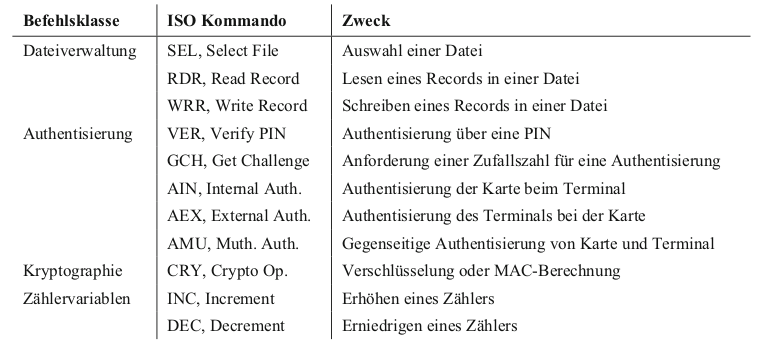 Befehlsklasse ISO Kommando Zweck
Dateiverwaltung SEL, Select File Auswahl einer Datei
RDR, Read Record Lesen eines Records in einer Datei
WRR, Write Record Schreiben eines Records in einer Datei
Authentisierung VER, Verify PIN Authentisierung über eine PIN
GCH, Get Challenge Anforderung einer Zufallszahl für eine Authentisierung
AIN, Internal Auth. Authentisierung der Karte beim Terminal
AEX, External Auth. Authentisierung des Terminals bei der Karte
AMU, Muth. Auth. Gegenseitige Authentisierung von Karte und Terminal
Kryptographie CRY, Crypto Op. Verschlüsselung oder MAC-Berechnung
Zählervariablen INC, Increment Erhöhen eines Zählers
DEC, Decrement Erniedrigen eines Zählers